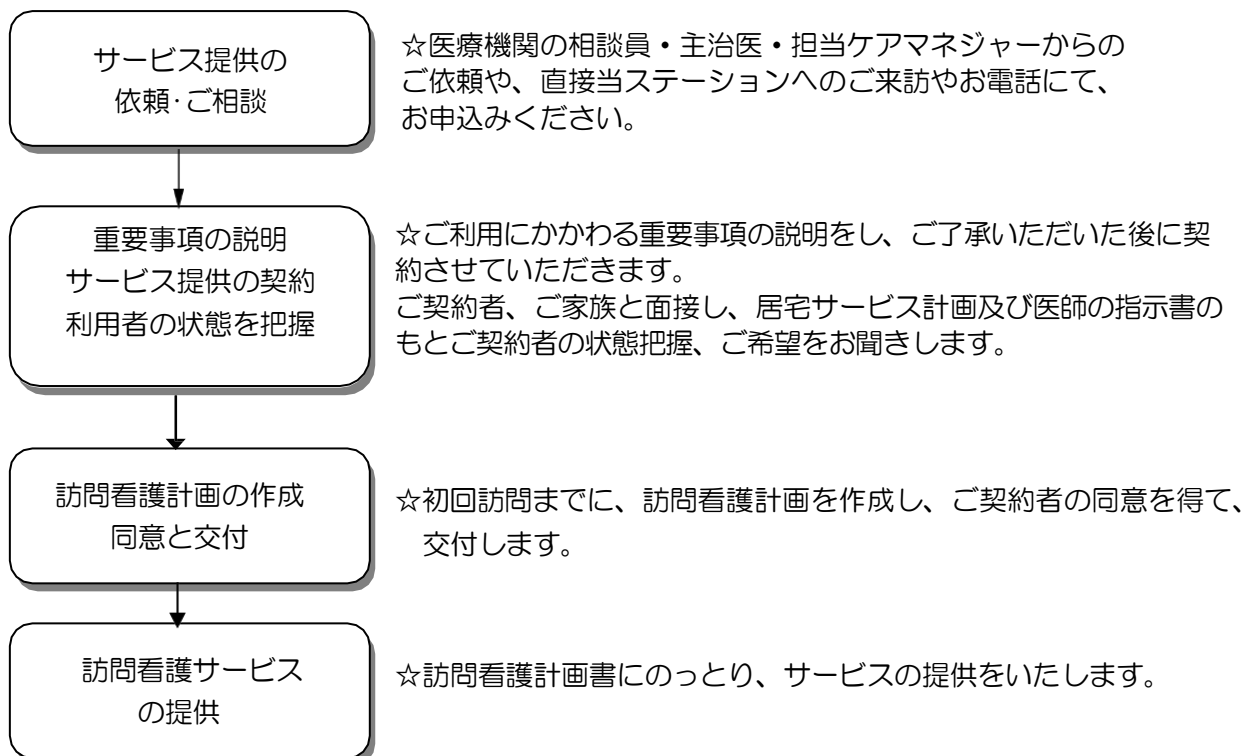 サービス提供の
依頼･ご相談
☆医療機関の相談員・主治医・担当ケアマネジャーからの
ご依頼や、直接当ステーションへのご来訪やお電話にて、
お申込みください。
重要事項の説明
サービス提供の契約
利用者の状態を把握
☆ご利用にかかわる重要事項の説明をし、ご了承いただいた後に契
約させていただきます。
ご契約者、ご家族と面接し、居宅サービス計画及び医師の指示書の
もとご契約者の状態把握、ご希望をお聞きします。
訪問看護計画の作成
同意と交付
☆初回訪問までに、訪問看護計画を作成し、ご契約者の同意を得て、
交付します。
訪問看護サービス
の提供
☆訪問看護計画書にのっとり、サービスの提供をいたします。